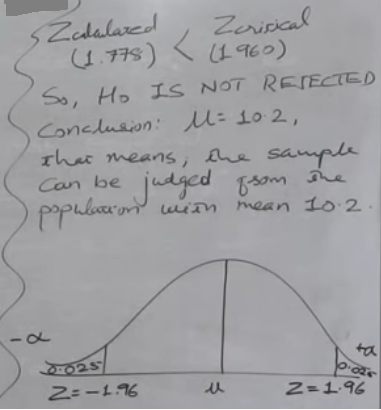 Zcalculated < Zcritical
(1.778) (1.960)
So, Ho IS NOT REJECTED
Conclusion: μ= 10.2,
that means, the sample
can be judged from the
population with mean 10.2.
-α +α
0.025 0.025
Z=-1.96 μ Z=1.96